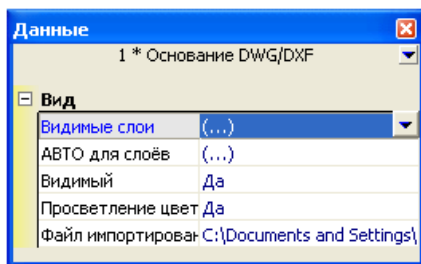 Данные
1 * Основание DWG/DXF
Вид
Видимые слои (...)
АВТО для слоёв (...)
Видимый Да
Просветление цвет Да
Файл импортирован C:\Documents and Settings\